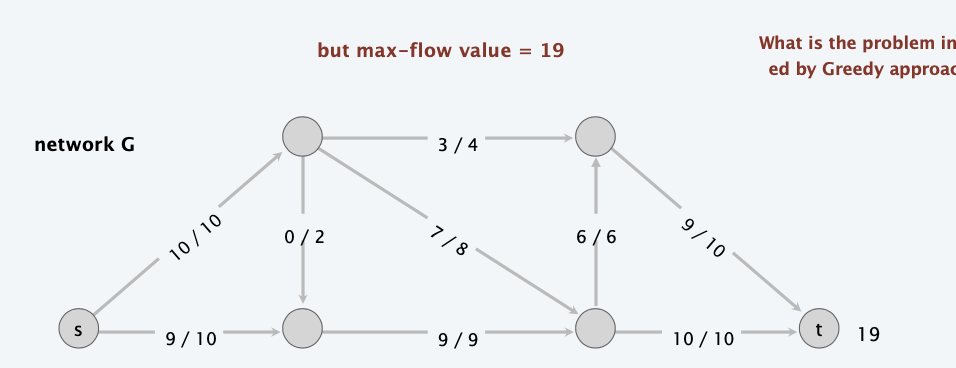 What is the problem in
but max-flow value = 19
ed by Greedy approac
network G
3 / 4
10 / 10
0 / 2
7 / 8
6 / 6
9 / 10
s
9 / 10
9 / 9
10 / 10
t
19